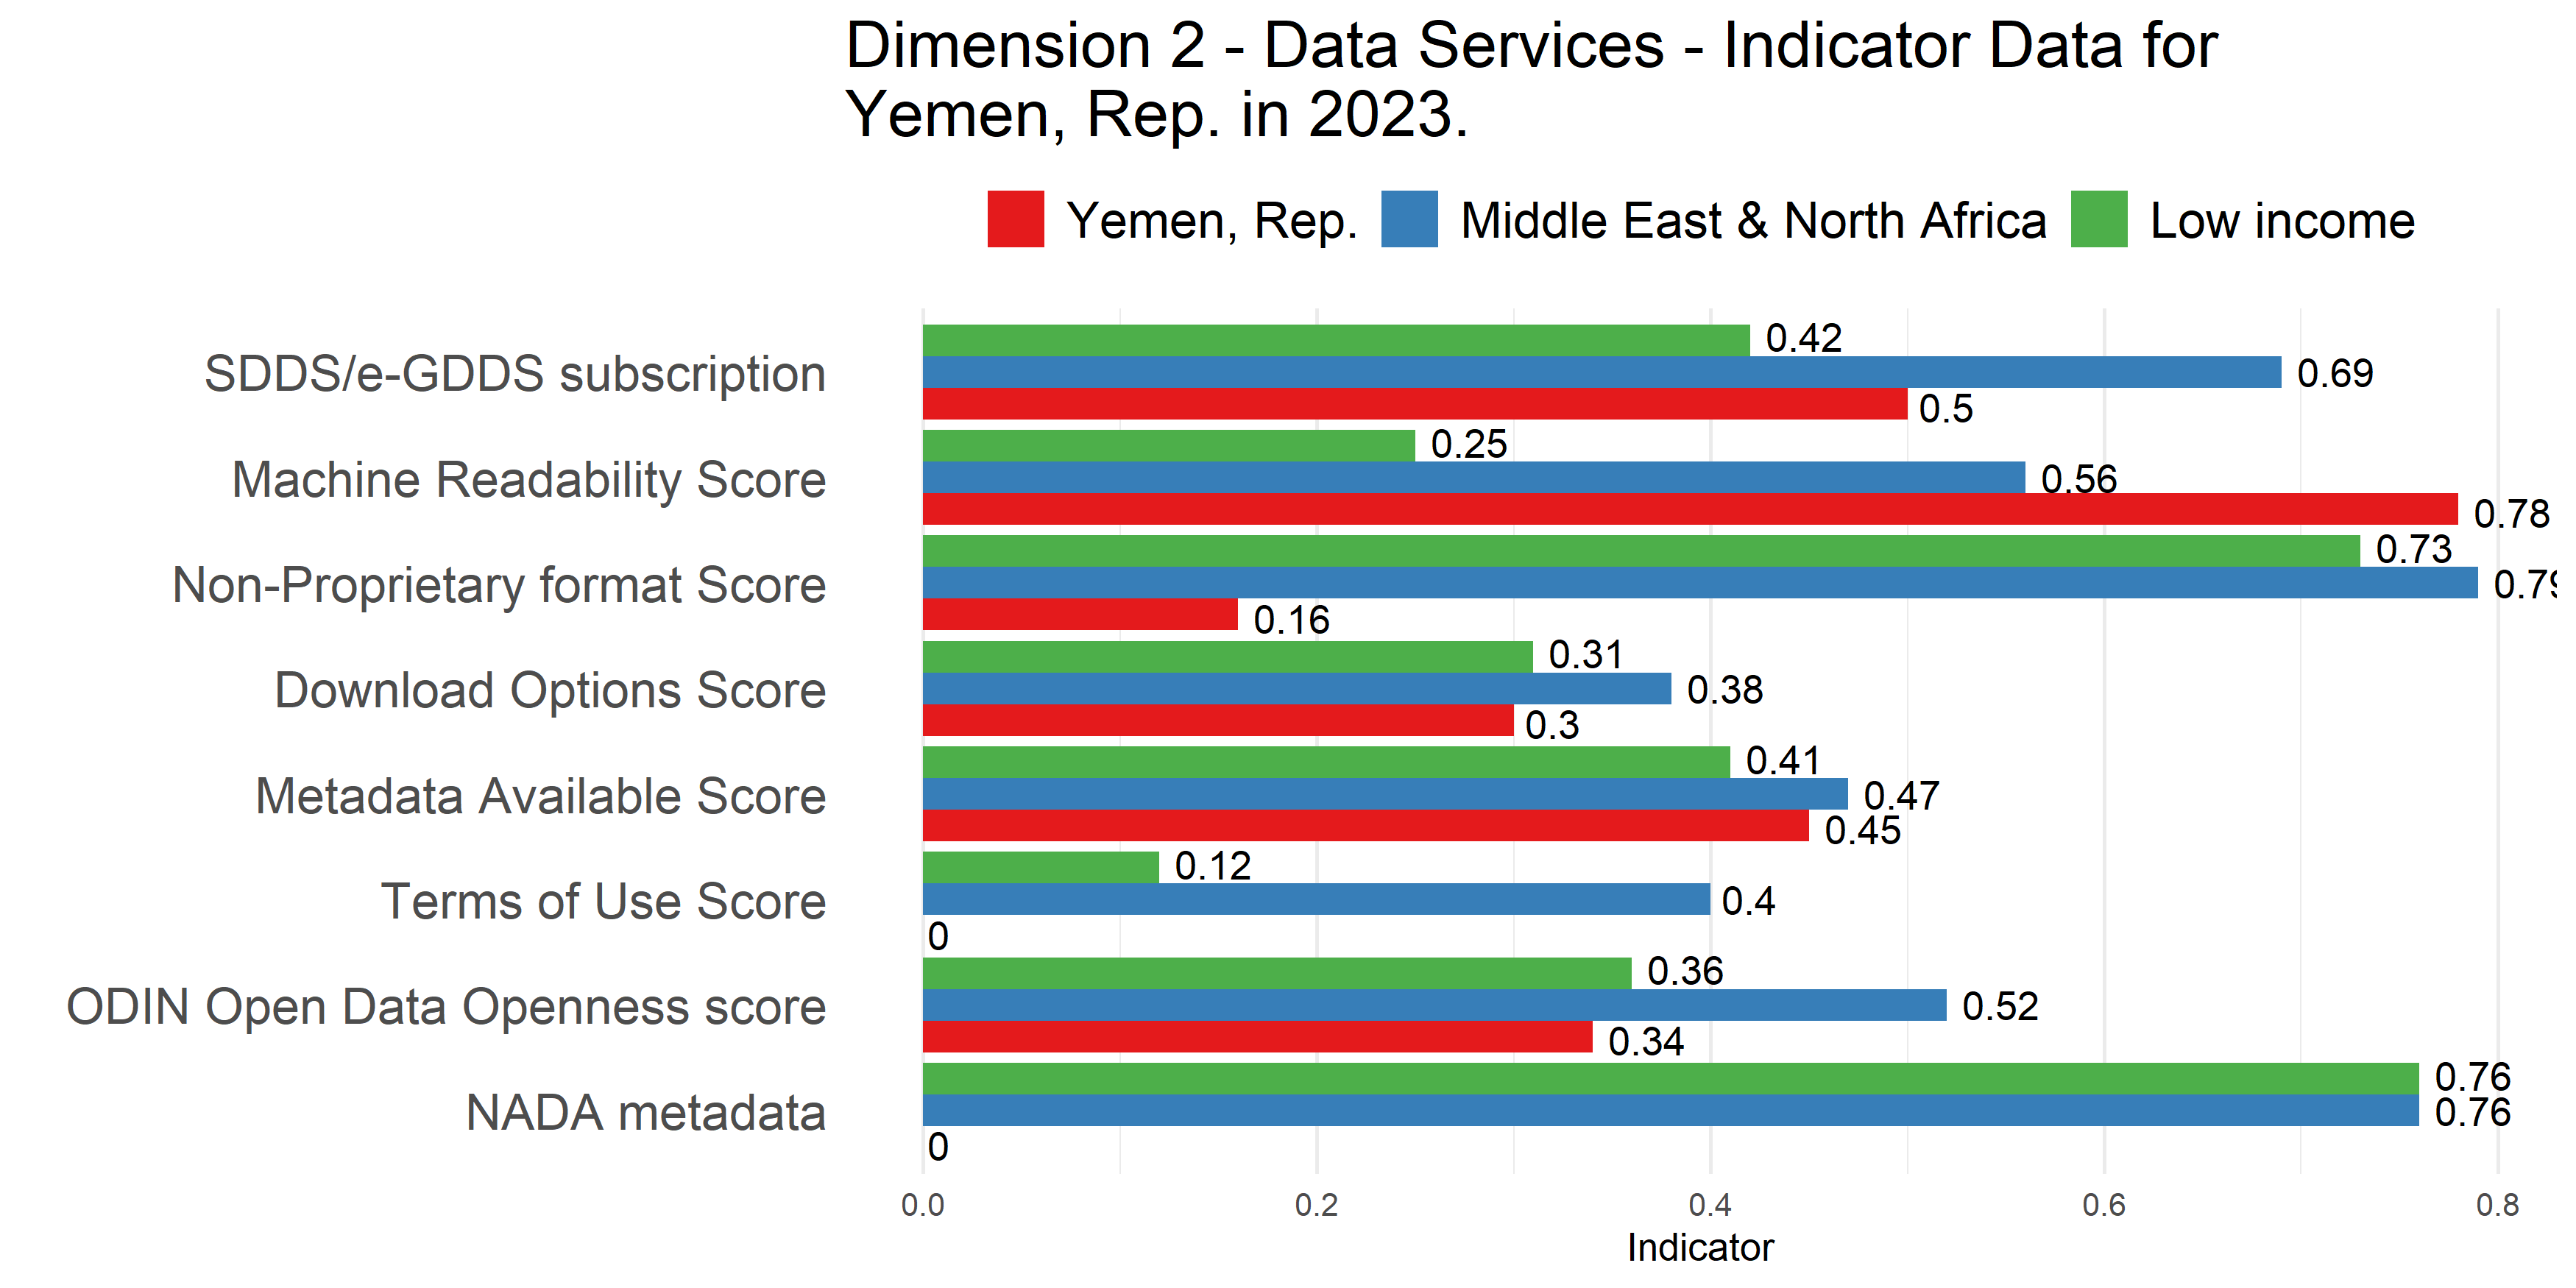 Dimension 2 - Data Services - Indicator Data for
Yemen, Rep. in 2023.
Yemen, Rep. Middle East & North Africa Low income
SDDS/e-GDDS subscription
0.42
0.69
0.5
Machine Readability Score
0.25
0.56
0.78
Non-Proprietary format Score
0.73
0.79
0.16
Download Options Score
0.31
0.38
0.3
Metadata Available Score
0.41
0.47
0.45
Terms of Use Score
0.12
0.4
0
ODIN Open Data Openness score
0.36
0.52
0.34
NADA metadata
0.76
0.76
0
0.0 0.2 0.4 0.6 0.8
Indicator